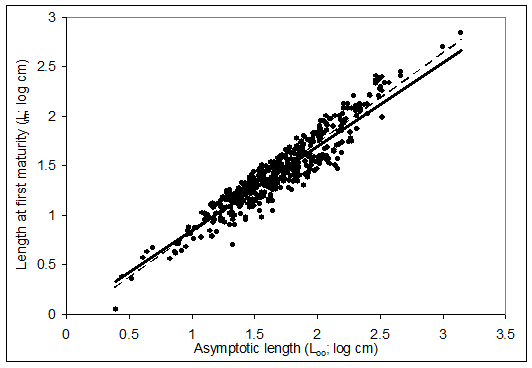 3
2.5
2
1.5
1
0.5
0
0 0.5 1 1.5 2 2.5 3 3.5
Length at first maturity (Lm; log cm)
Asymptotic length (L∞; log cm)